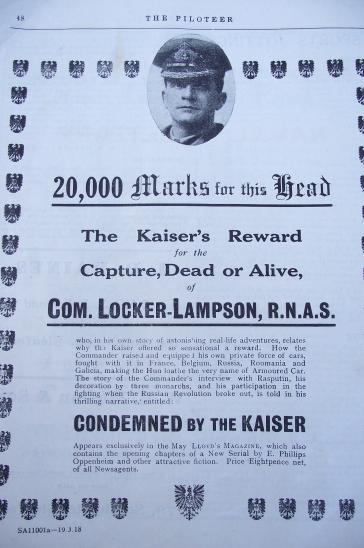 48
THE PILOTEER
20,000 Marks for this Head
The Kaiser's Reward
for the
Capture, Dead or Alive,
of
COM. LOCKER-LAMPSON, R.N.A.S.
who, in his own story of astonishing real-life adventures, relates
why the Kaiser offered so sensational a reward. How the
Commander raised and equipped his own private force of cars,
fought with it in France, Belgium, Russia, Roomania and
Galicia, making the Hun loathe the very name of Armoured Car.
The story of the Commander's interview with Rasputin, his
decoration by three monarchs, and his participation in the
fighting when the Russian Revolution broke out, is told in his
thrilling narrative, entitled:
CONDEMNED BY THE KAISER
Appears exclusively in the May LLOYD'S MAGAZINE, which also
contains the opening chapters of a New Serial by E. Phillips
Oppenheim and other attractive fiction. Price Eightpence net,
of all Newsagents.
SA11001a—19.3.18